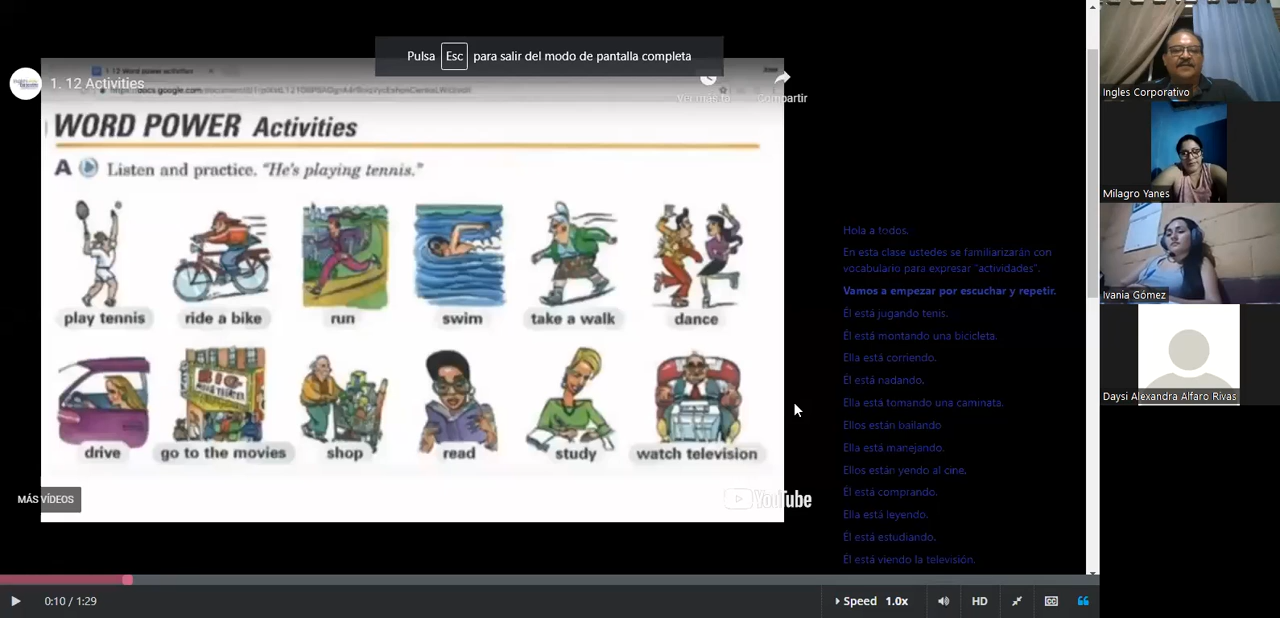 Pulsa Esc para salir del modo de pantalla completa
1. 12 Activities
Compartir
WORD POWER Activities
A Listen and practice. "He's playing tennis."
play tennis
ride a bike
run
swim
take a walk
dance
BIG
drive
go to the movies
shop
read
study
watch television
MÁS VÍDEOS
YouTube
Hola a todos.
En esta clase ustedes se familiarizarán con
vocabulario para expresar "actividades".
Vamos a empezar por escuchar y repetir.
Él está jugando tenis.
Él está montando una bicicleta.
Ella está corriendo.
Él está nadando.
Ella está tomando una caminata.
Ellos están bailando
Ella está manejando.
Ellos están yendo al cine.
Él está comprando.
Ella está leyendo.
Él está estudiando.
Él está viendo la televisión.
0:10 / 1:29
Speed 1.0x
HD
CC
Ingles Corporativo
Milagro Yanes
Ivania Gómez
Daysi Alexandra Alfaro Rivas